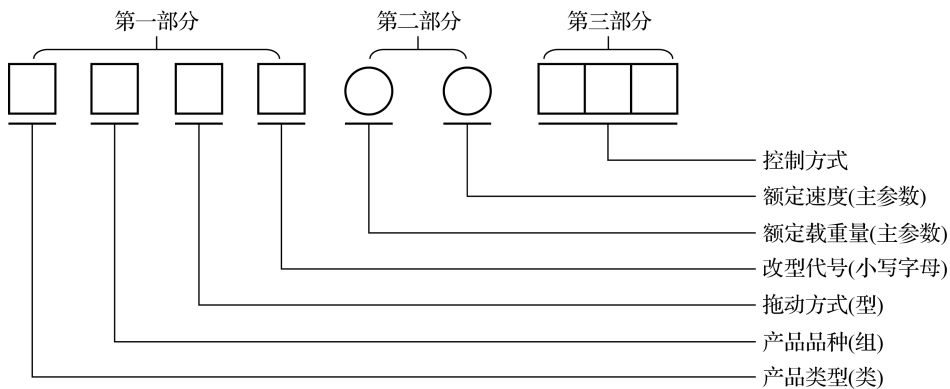 第一部分
第二部分
第三部分
控制方式
额定速度(主参数)
额定载重量(主参数)
改型代号(小写字母)
拖动方式(型)
产品品种(组)
产品类型(类)